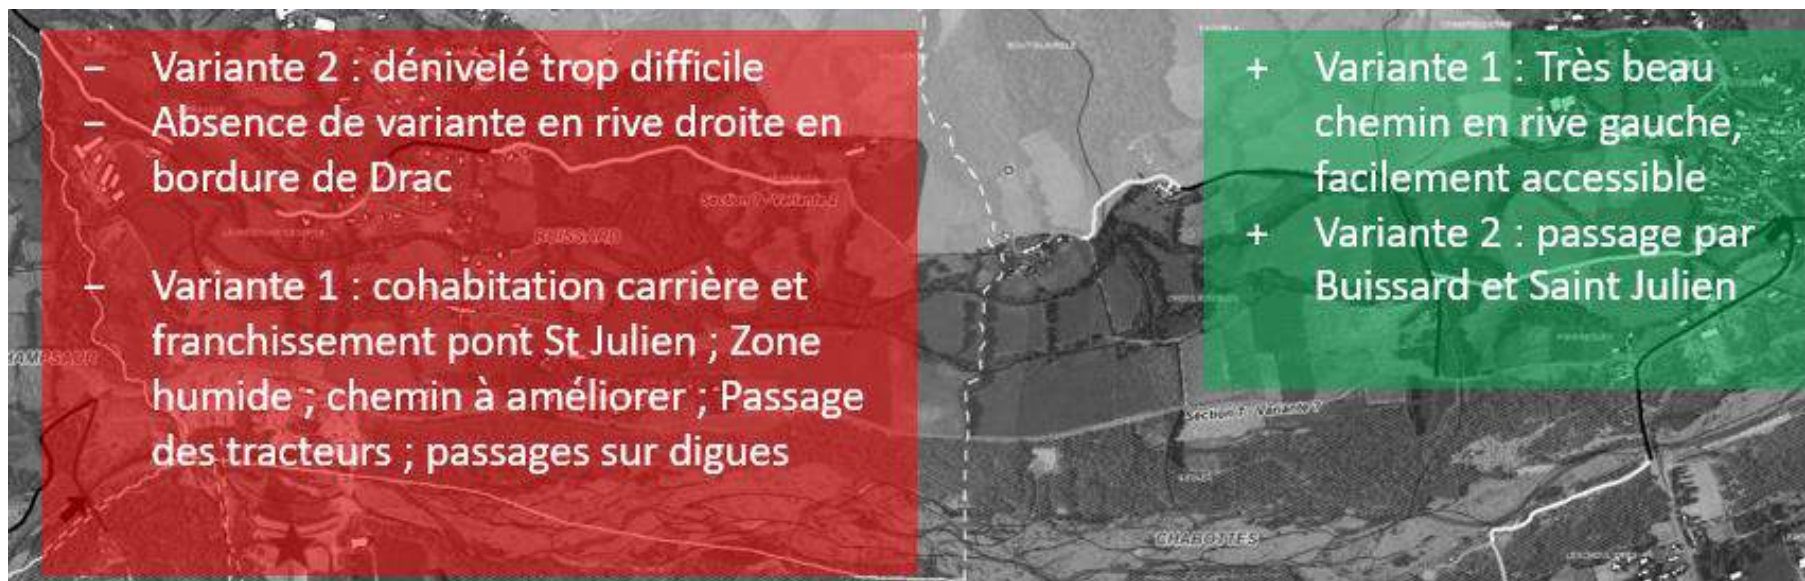 – Variante 2 : dénivelé trop difficile
– Absence de variante en rive droite en
bordure de Drac
– Variante 1 : cohabitation carrière et
franchissement pont St Julien ; Zone
humide ; chemin à améliorer ; Passage
des tracteurs ; passages sur digues
+ Variante 1 : Très beau
chemin en rive gauche,
facilement accessible
+ Variante 2 : passage par
Buissard et Saint Julien
Section 7 - Variante 2
BUISSARD
Section 7 - Variante 1
CHABOTTES